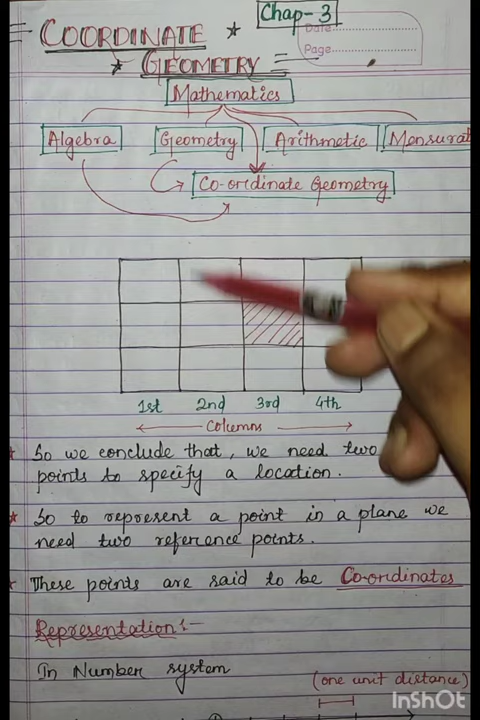 Chap- 3
COORDINATE
GEOMETRY
Date
Page
Mathematics
Algebra Geometry Arithmetic Mensurat
Co-ordinate Geometry
1st 2nd 3rd 4th
Columns
So we conclude that, we need two
points to specify a location.
So to represent a point in a plane we
need two reference points.
These points are said to be Co-ordinates
Representation:-
In Number system
(one unit distance)
InShOt